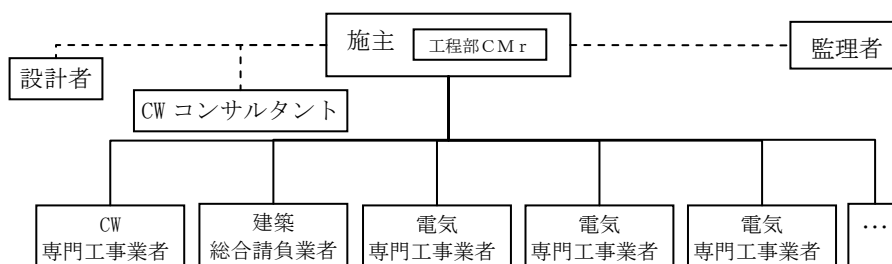 施主
工程部CMr
監理者
設計者
CW コンサルタント
CW
専門工事業者
建築
総合請負業者
電気
専門工事業者
電気
専門工事業者
電気
専門工事業者
…